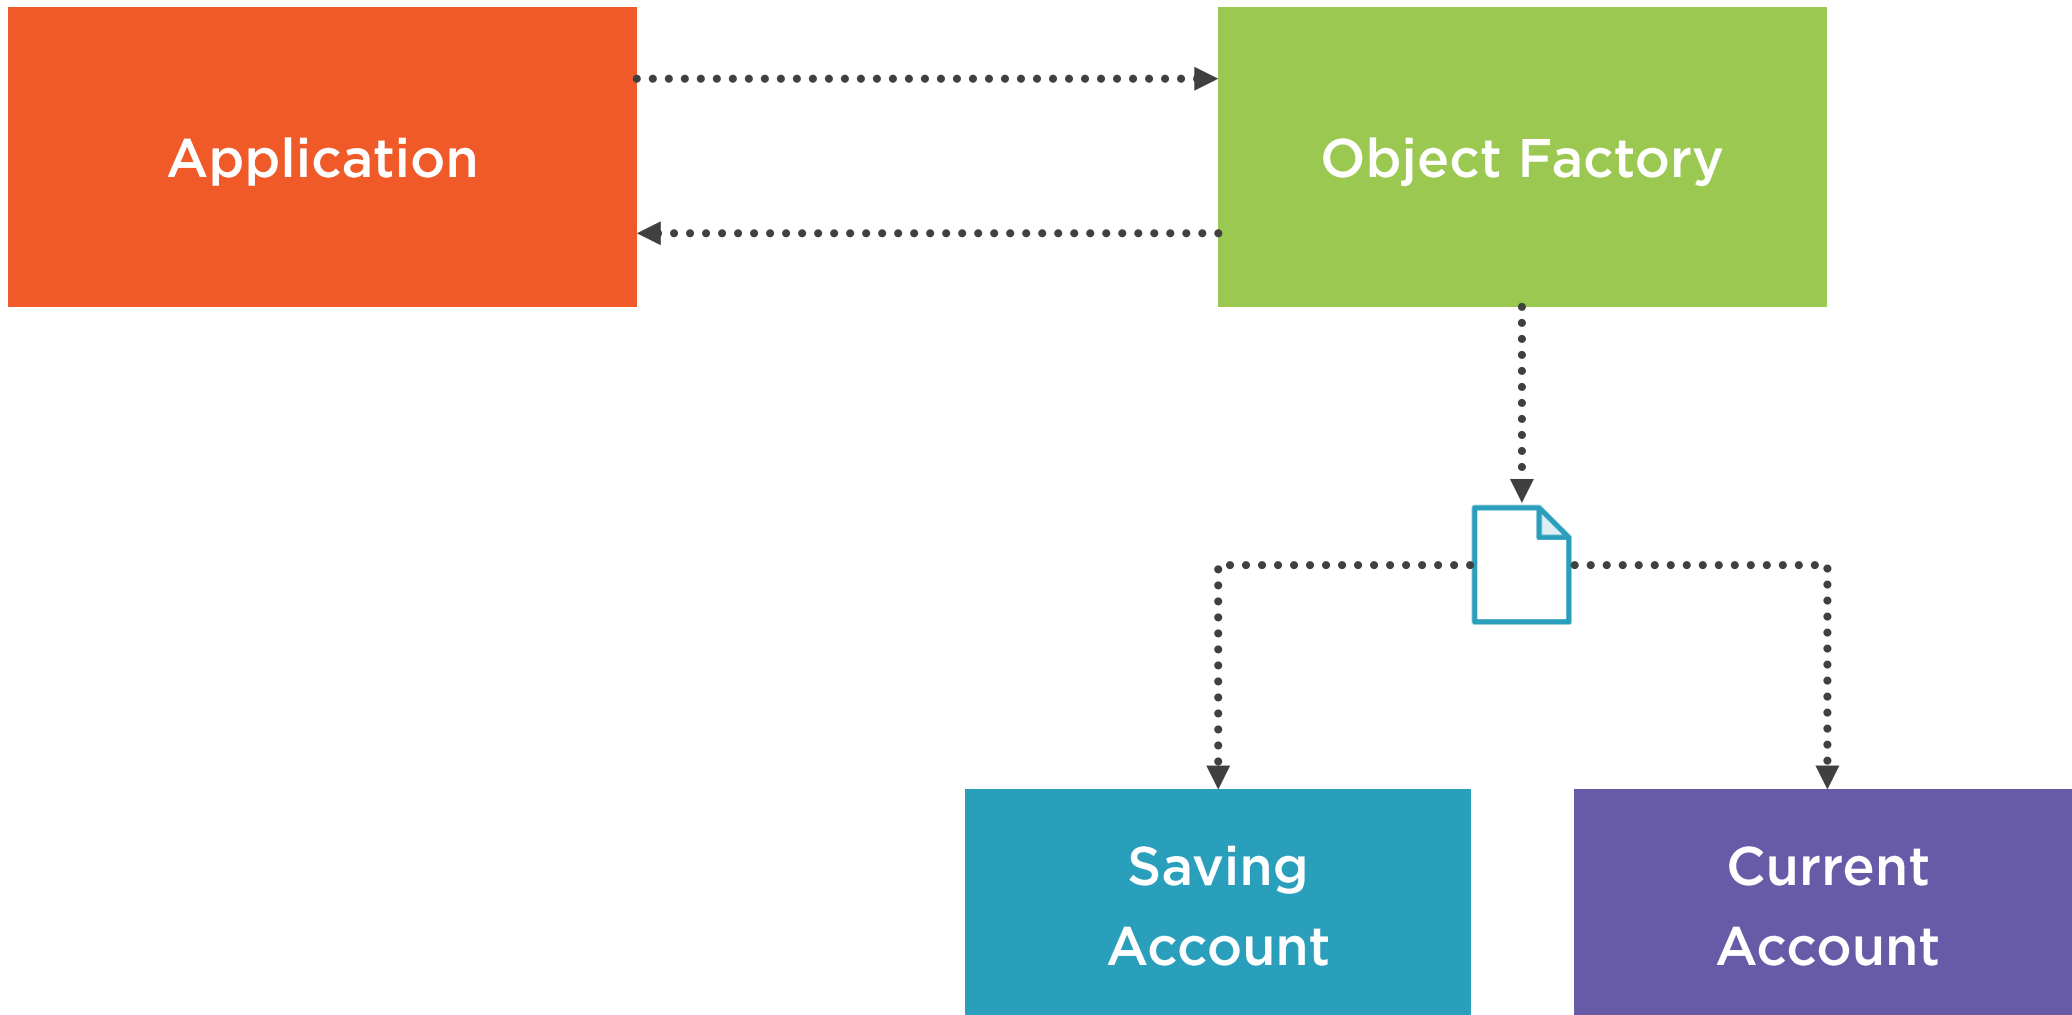 Application
Object Factory
Saving
Account
Current
Account